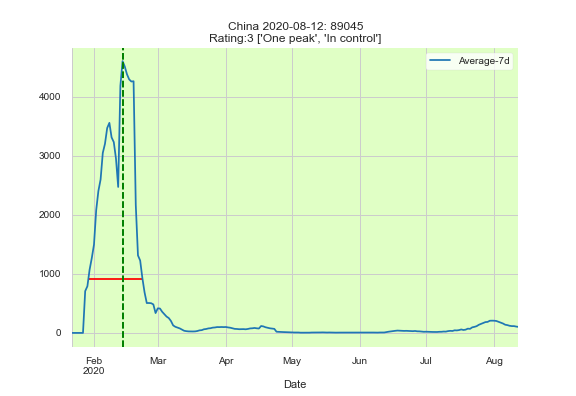 China 2020-08-12: 89045
Rating:3 ['One peak', 'In control']
Average-7d
4000
3000
2000
1000
0
Feb
2020
Mar
Apr
May
Jun
Jul
Aug
Date